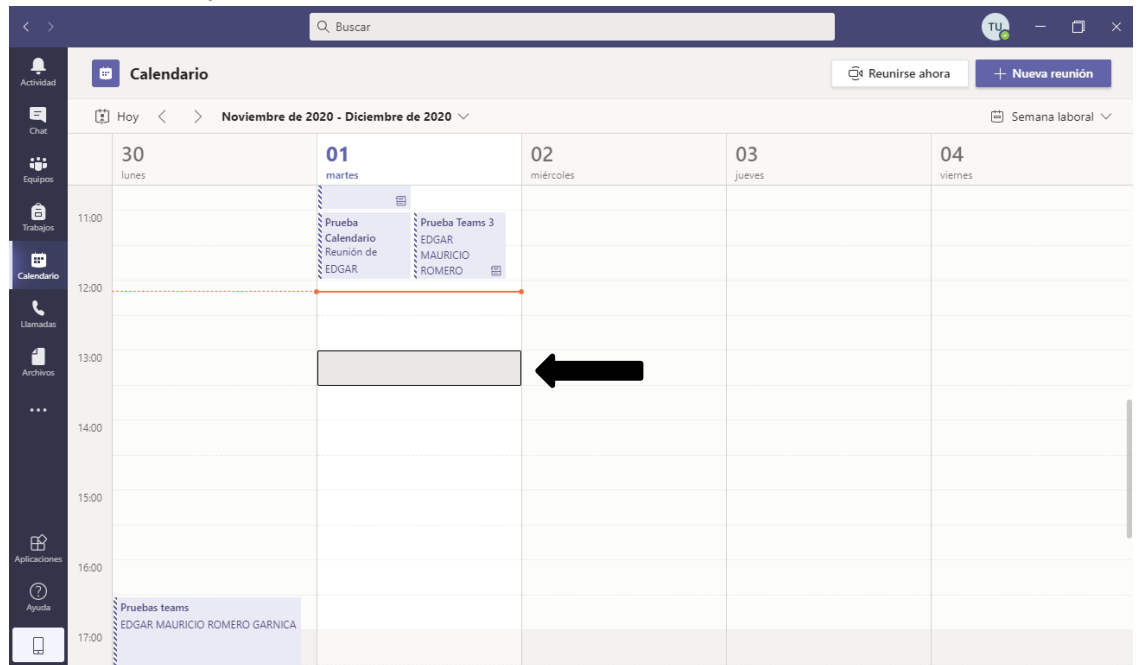 Buscar
TU
Actividad
Chat
Equipos
Trabajos
Calendario
Llamadas
Archivos
Aplicaciones
Ayuda
Calendario
Reunirse ahora
Nueva reunión
Hoy
Noviembre de 2020 - Diciembre de 2020
Semana laboral
30
lunes
01
martes
02
miércoles
03
jueves
04
viernes
11:00
12:00
13:00
14:00
15:00
16:00
17:00
Prueba
Calendario
Reunión de
EDGAR
Prueba Teams 3
EDGAR
MAURICIO
ROMERO
Pruebas teams
EDGAR MAURICIO ROMERO GARNICA